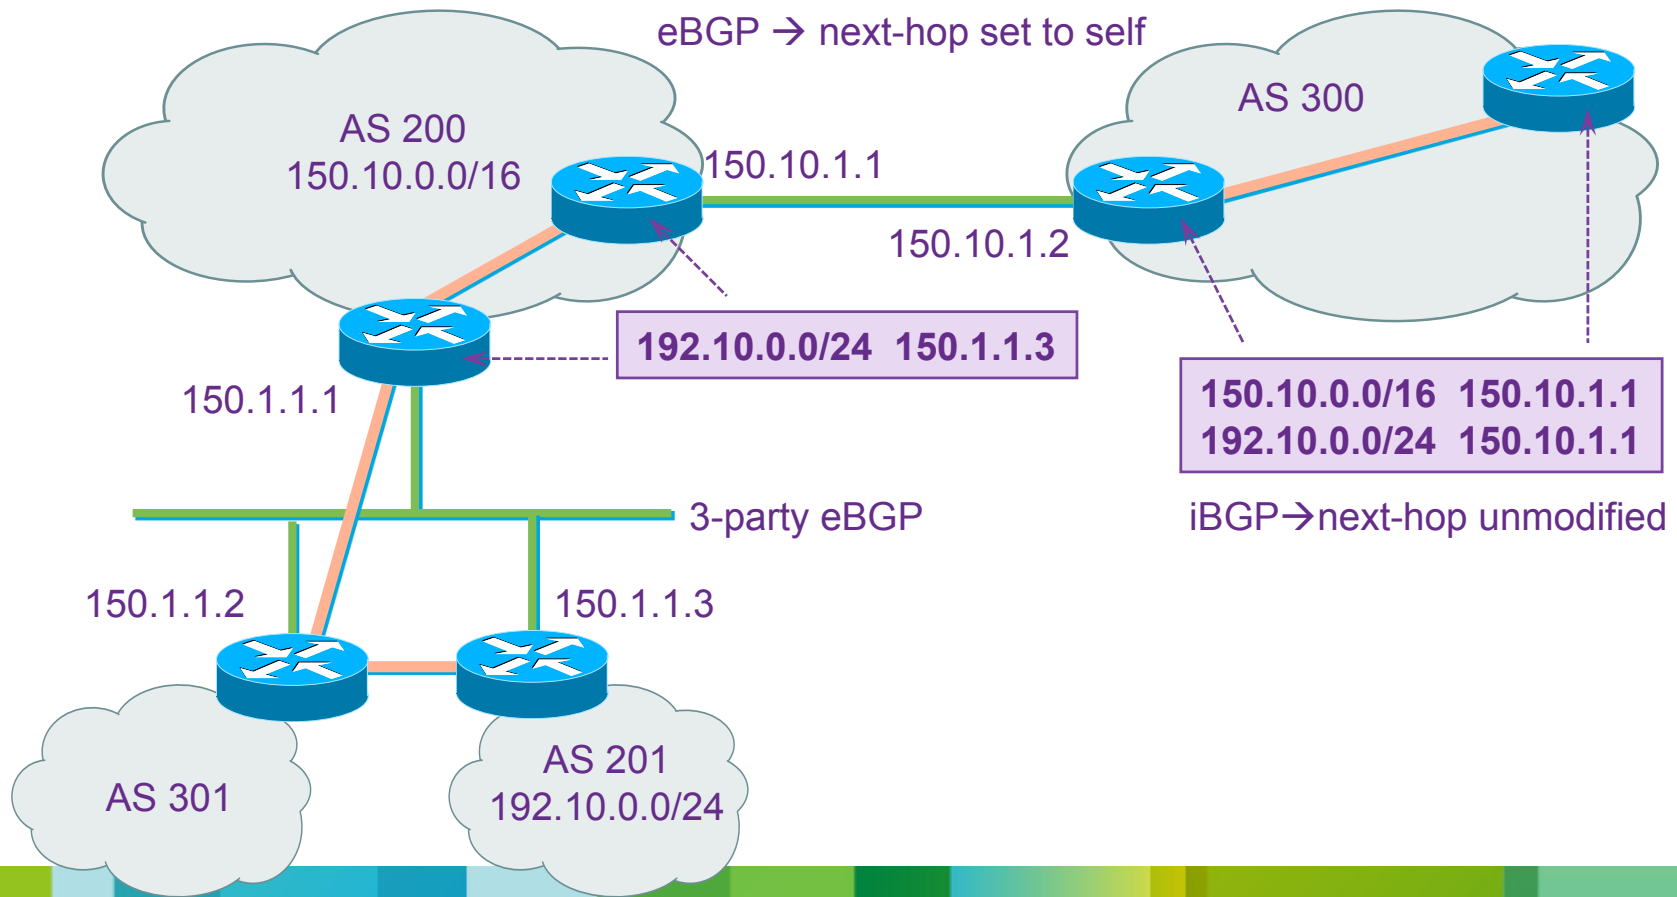 eBGP → next-hop set to self
AS 200
150.10.0.0/16
AS 300
150.10.1.1
150.10.1.2
192.10.0.0/24 150.1.1.3
150.10.0.0/16 150.10.1.1
192.10.0.0/24 150.10.1.1
150.1.1.1
3-party eBGP
iBGP→next-hop unmodified
150.1.1.2
150.1.1.3
AS 301
AS 201
192.10.0.0/24